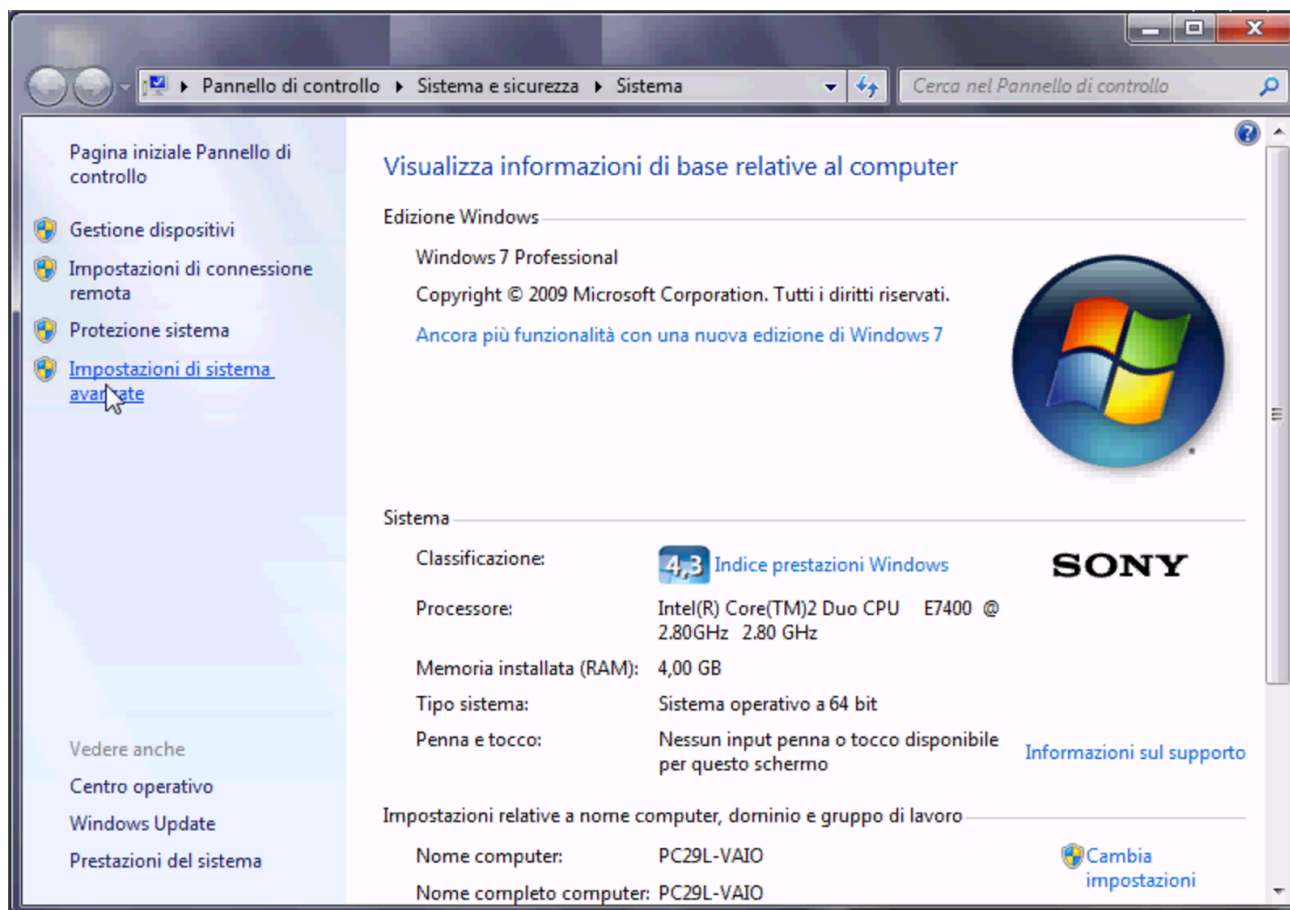 Pannello di controllo ▸ Sistema e sicurezza ▸ Sistema
Cerca nel Pannello di controllo
Pagina iniziale Pannello di
controllo
Gestione dispositivi
Impostazioni di connessione
remota
Protezione sistema
Impostazioni di sistema
avanzate
Vedere anche
Centro operativo
Windows Update
Prestazioni del sistema
Visualizza informazioni di base relative al computer
Edizione Windows
Windows 7 Professional
Copyright © 2009 Microsoft Corporation. Tutti i diritti riservati.
Ancora più funzionalità con una nuova edizione di Windows 7
Sistema
Classificazione: 4,3 Indice prestazioni Windows
SONY
Processore: Intel(R) Core(TM)2 Duo CPU E7400 @
2.80GHz 2.80 GHz
Memoria installata (RAM): 4,00 GB
Tipo sistema: Sistema operativo a 64 bit
Penna e tocco: Nessun input penna o tocco disponibile
per questo schermo
Informazioni sul supporto
Impostazioni relative a nome computer, dominio e gruppo di lavoro
Nome computer: PC29L-VAIO
Cambia
impostazioni
Nome completo computer: PC29L-VAIO